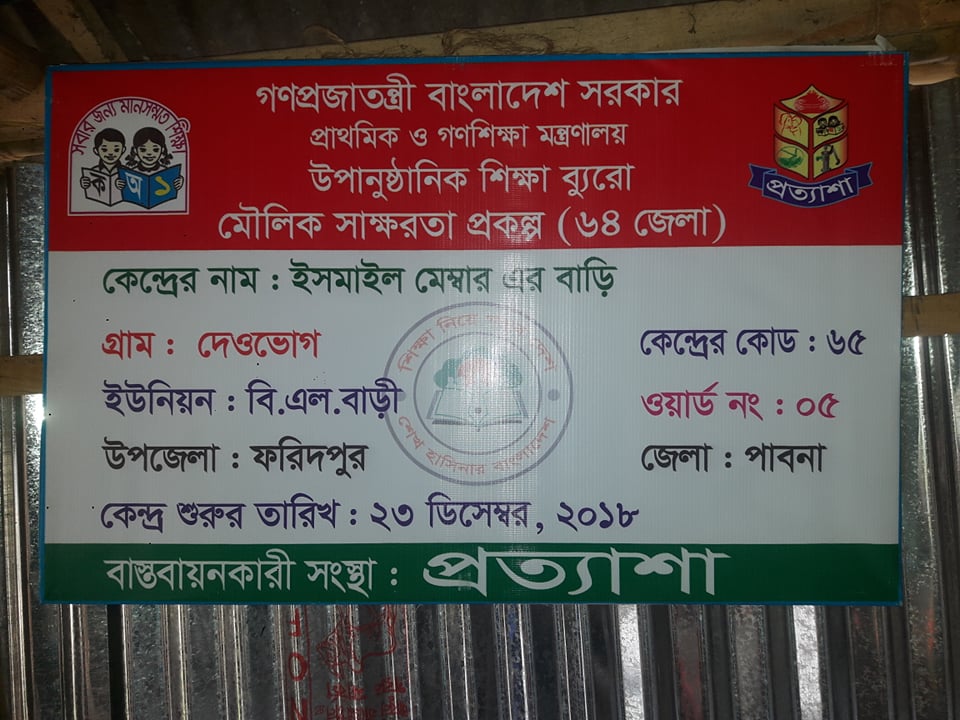 গণপ্রজাতন্ত্রী বাংলাদেশ সরকার
প্রাথমিক ও গণশিক্ষা মন্ত্রণালয়
উপানুষ্ঠানিক শিক্ষা ব্যুরো
মৌলিক সাক্ষরতা প্রকল্প (৬৪ জেলা)
সবার জন্য মানসম্মত শিক্ষা
ক অ ১
প্রত্যাশা
কেন্দ্রের নাম : ইসমাইল মেম্বার এর বাড়ি
গ্রাম : দেওভোগ
কেন্দ্রের কোড : ৬৫
ইউনিয়ন : বি.এল.বাড়ী
ওয়ার্ড নং : ০৫
উপজেলা : ফরিদপুর
জেলা : পাবনা
শিক্ষা নিয়ে দেশ
শেখ হাসিনার বাংলাদেশ
কেন্দ্র শুরুর তারিখ : ২৩ ডিসেম্বর, ২০১৮
বাস্তবায়নকারী সংস্থা : প্রত্যাশা